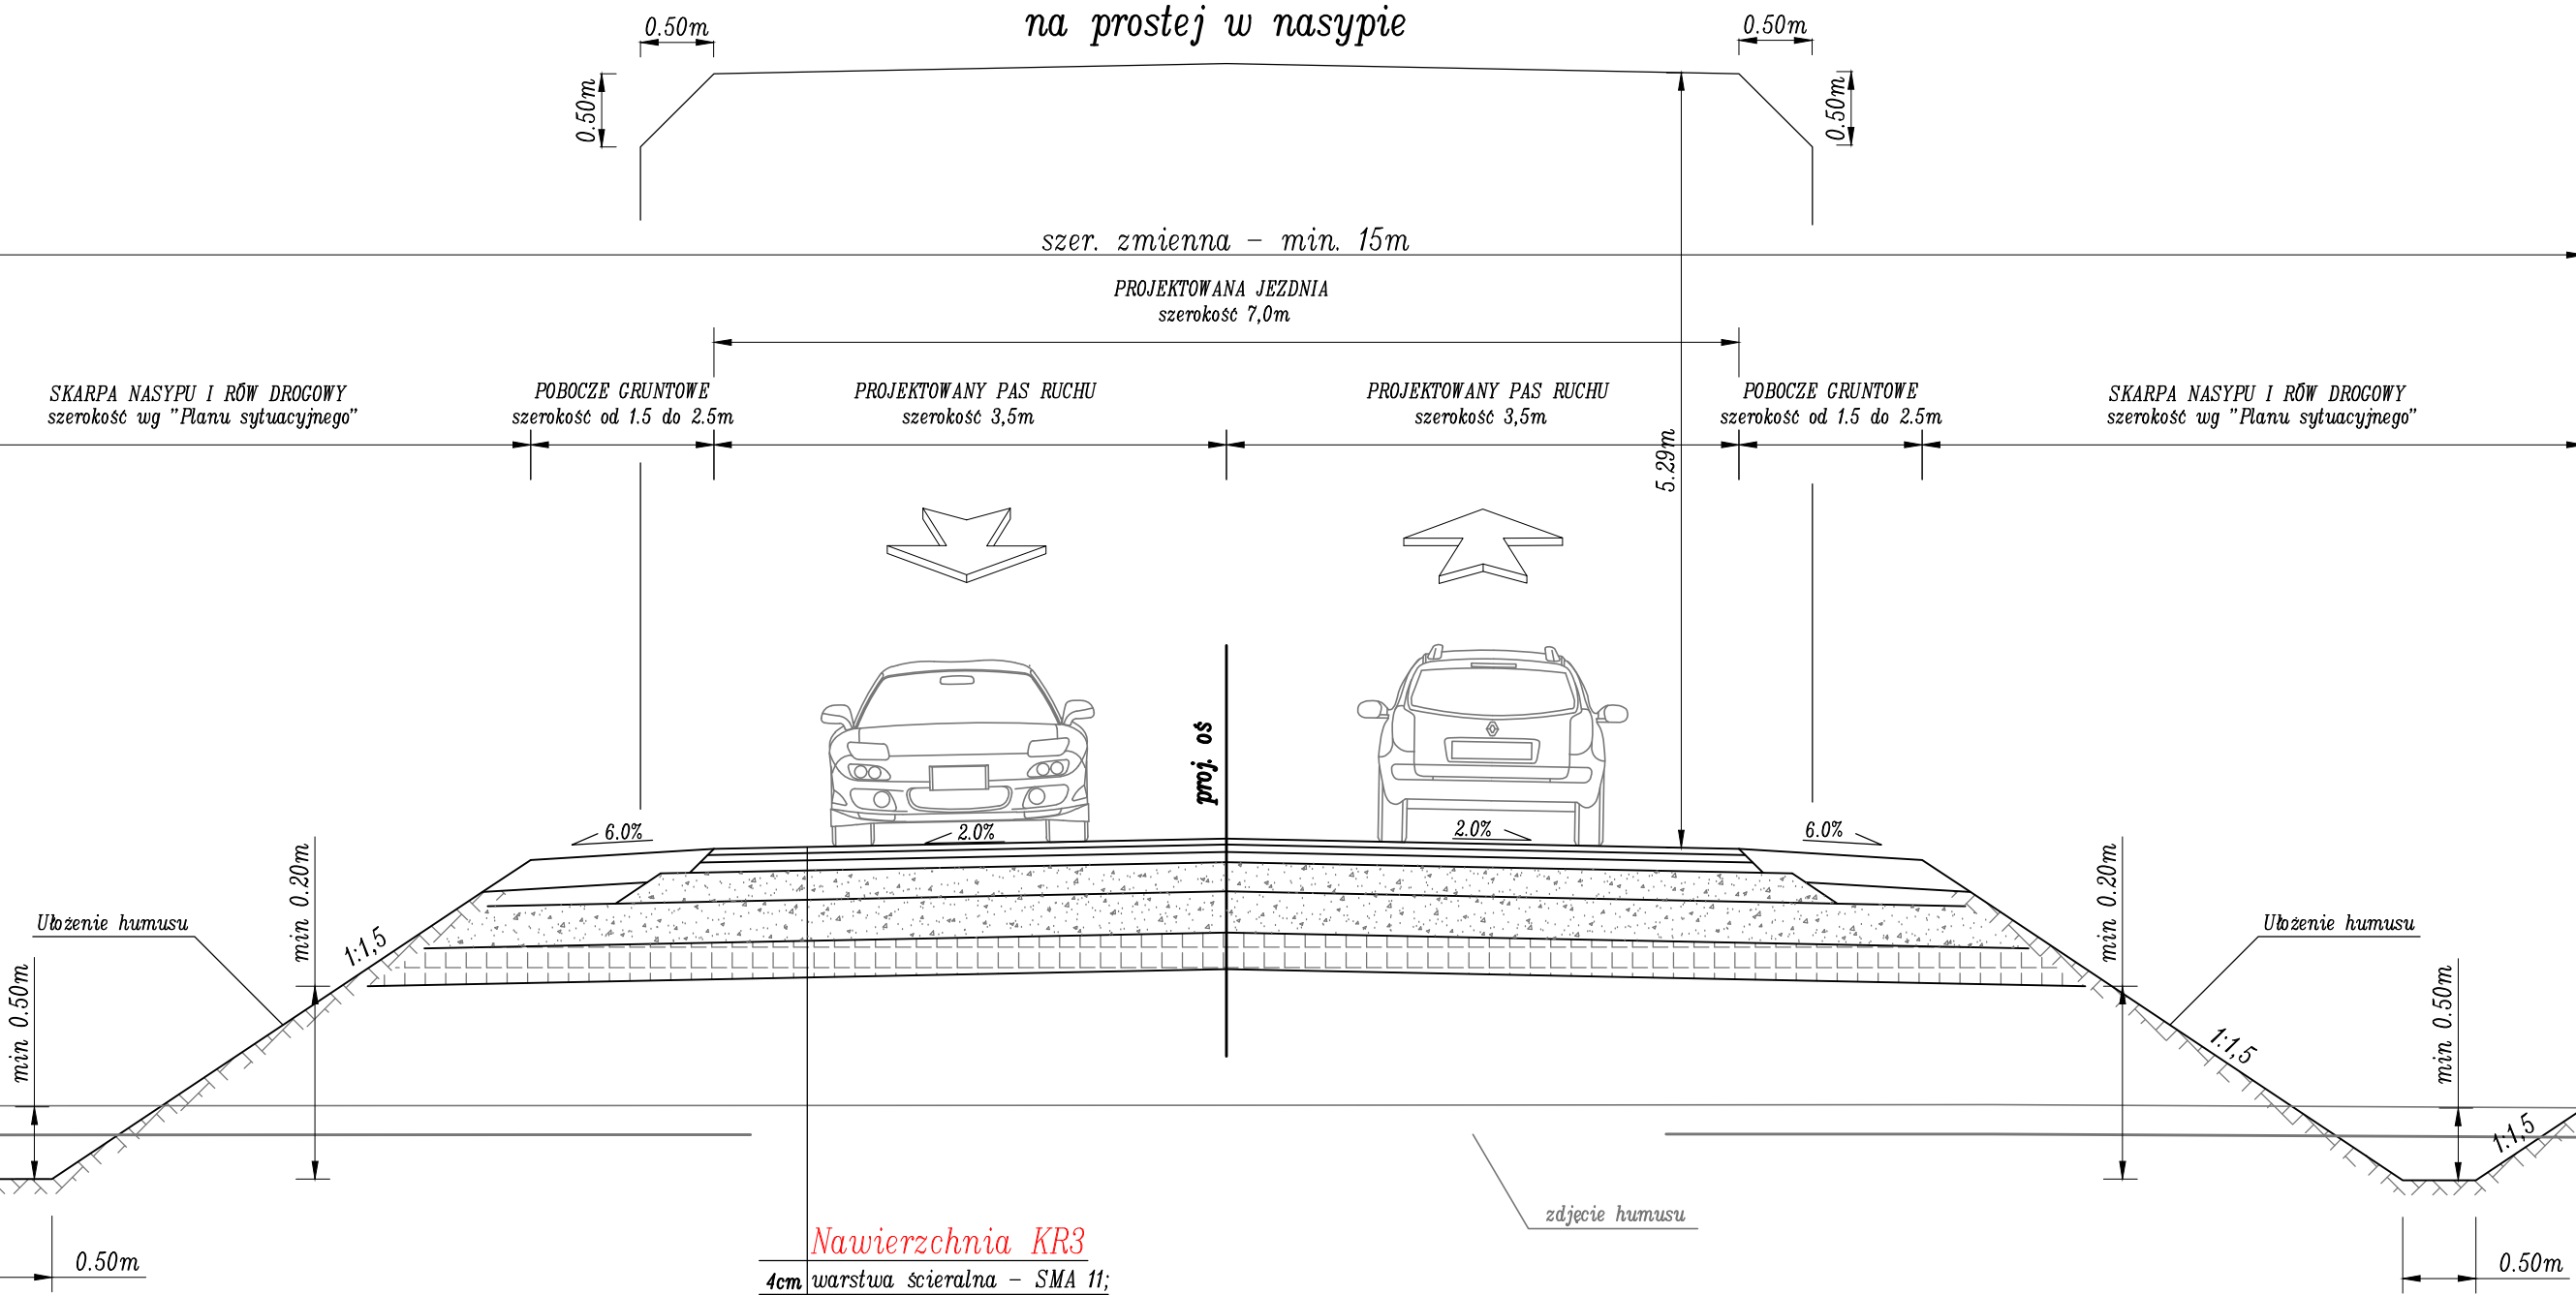 na prostej w nasypie
0.50m
0.50m
0.50m
0.50m
szer. zmienna - min. 15m
PROJEKTOWANA JEZDNIA
szerokość 7,0m
SKARPA NASYPU I RÓW DROGOWY
szerokość wg "Planu sytuacyjnego"
POBOCZE GRUNTOWE
szerokość od 1.5 do 2.5m
PROJEKTOWANY PAS RUCHU
szerokość 3,5m
PROJEKTOWANY PAS RUCHU
szerokość 3,5m
POBOCZE GRUNTOWE
szerokość od 1.5 do 2.5m
SKARPA NASYPU I RÓW DROGOWY
szerokość wg "Planu sytuacyjnego"
5.29m
proj. oś
6.0%
2.0%
2.0%
6.0%
min 0.20m
min 0.20m
Ułożenie humusu
Ułożenie humusu
1:1,5
1:1,5
1:1,5
min 0.50m
min 0.50m
zdjęcie humusu
0.50m
0.50m
Nawierzchnia KR3
4cm warstwa ścieralna - SMA 11;